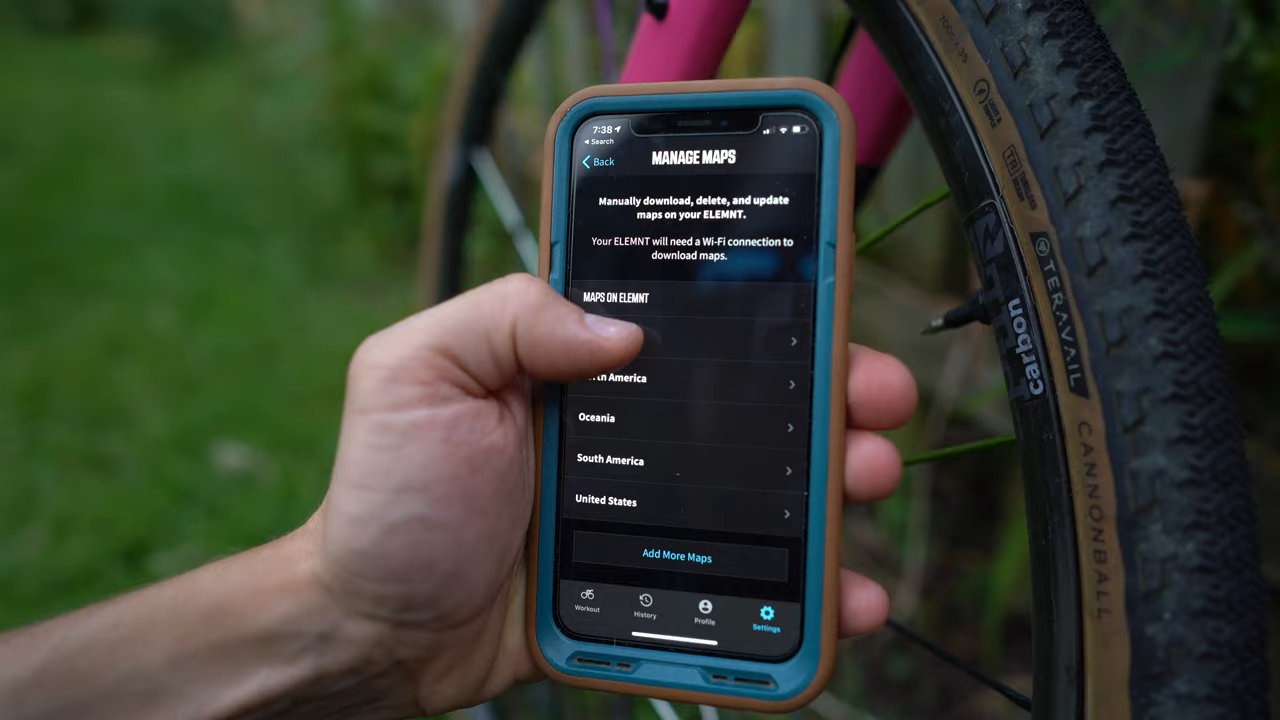 7:38
Search
Back
MANAGE MAPS
Manually download, delete, and update
maps on your ELEMNT.
Your ELEMNT will need a Wi-Fi connection to
download maps.
MAPS ON ELEMNT
America
Oceania
South America
United States
Add More Maps
Workout
History
Profile
Settings
TERAVAIL
CANNONBALL
carbon